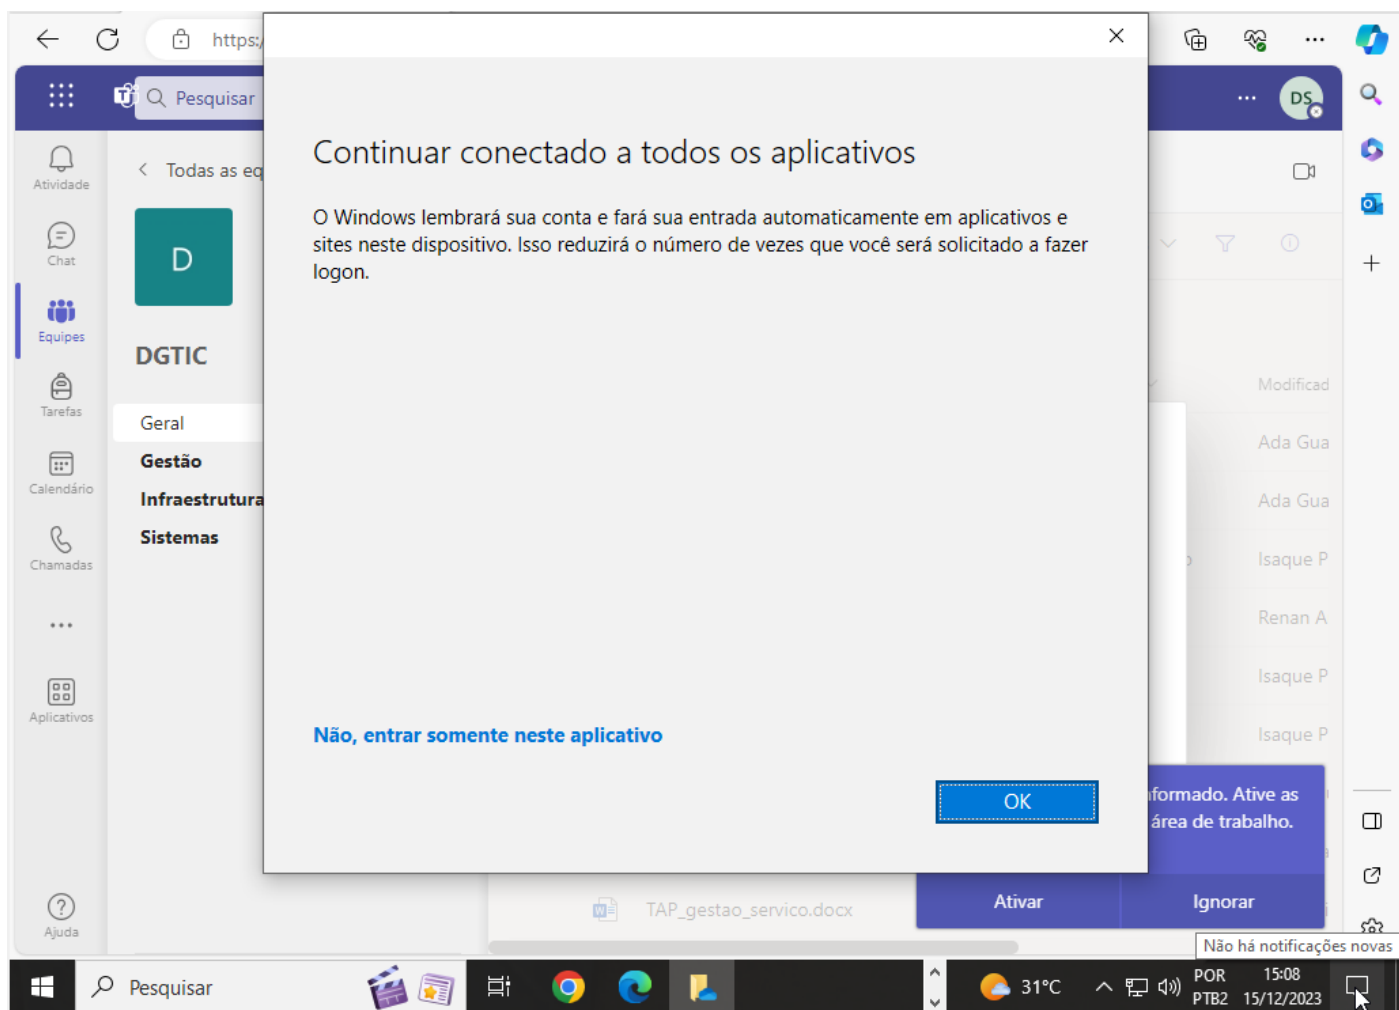 https:/
Pesquisar
DS
Atividade
Todas as eq
Chat
D
Equipes
DGTIC
Tarefas
Geral
Gestão
Calendário
Infraestrutura
Sistemas
Chamadas
Aplicativos
Ajuda
Continuar conectado a todos os aplicativos
O Windows lembrará sua conta e fará sua entrada automaticamente em aplicativos e
sites neste dispositivo. Isso reduzirá o número de vezes que você será solicitado a fazer
logon.
Não, entrar somente neste aplicativo
OK
Modificad
Ada Gua
Ada Gua
Isaque P
Renan A
Isaque P
Isaque P
nformado. Ative as
área de trabalho.
Ativar
Ignorar
TAP_gestao_servico.docx
Não há notificações novas
Pesquisar
31°C
POR
PTB2
15:08
15/12/2023